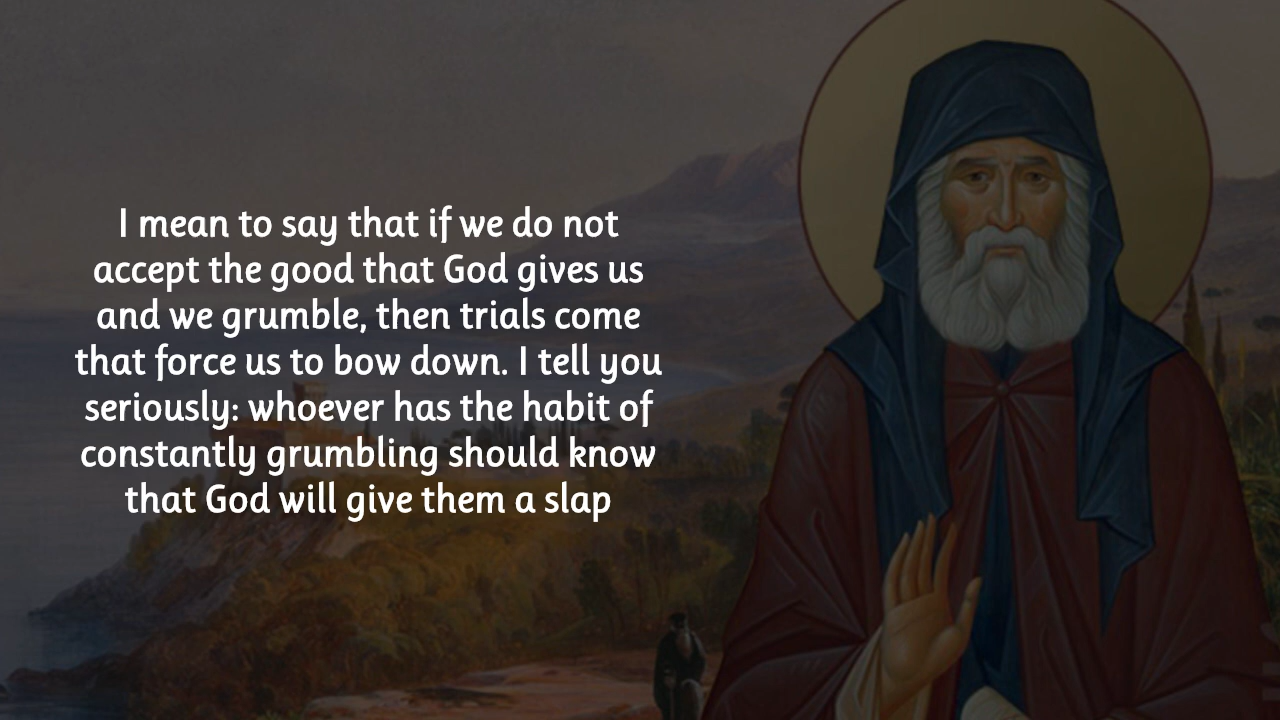 I mean to say that if we do not
accept the good that God gives us
and we grumble, then trials come
that force us to bow down. I tell you
seriously: whoever has the habit of
constantly grumbling should know
that God will give them a slap